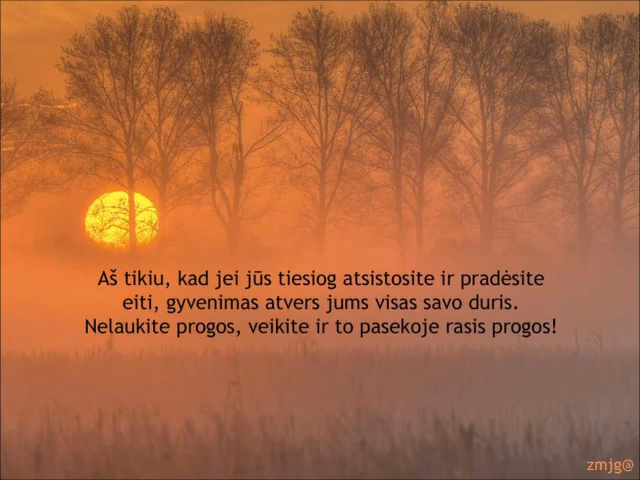 Aš tikiu, kad jei jūs tiesiog atsistosite ir pradėsite
eiti, gyvenimas atvers jums visas savo duris.
Nelaukite progos, veikite ir to pasekoje rasis progos!
zmjg@